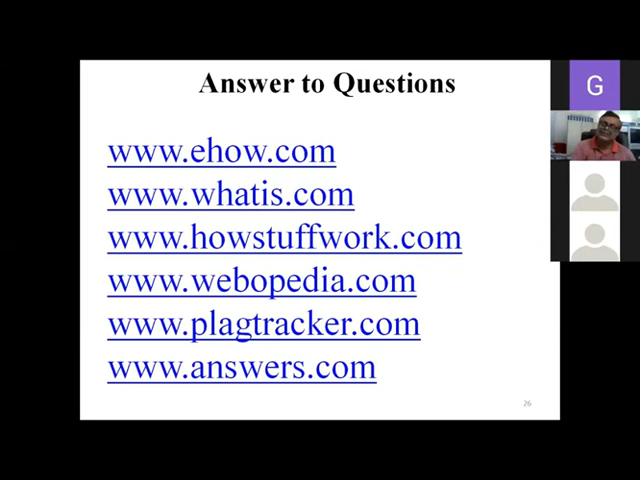 Answer to Questions
G
www.ehow.com
www.whatis.com
www.howstuffwork.com
www.webopedia.com
www.plagtracker.com
www.answers.com
26